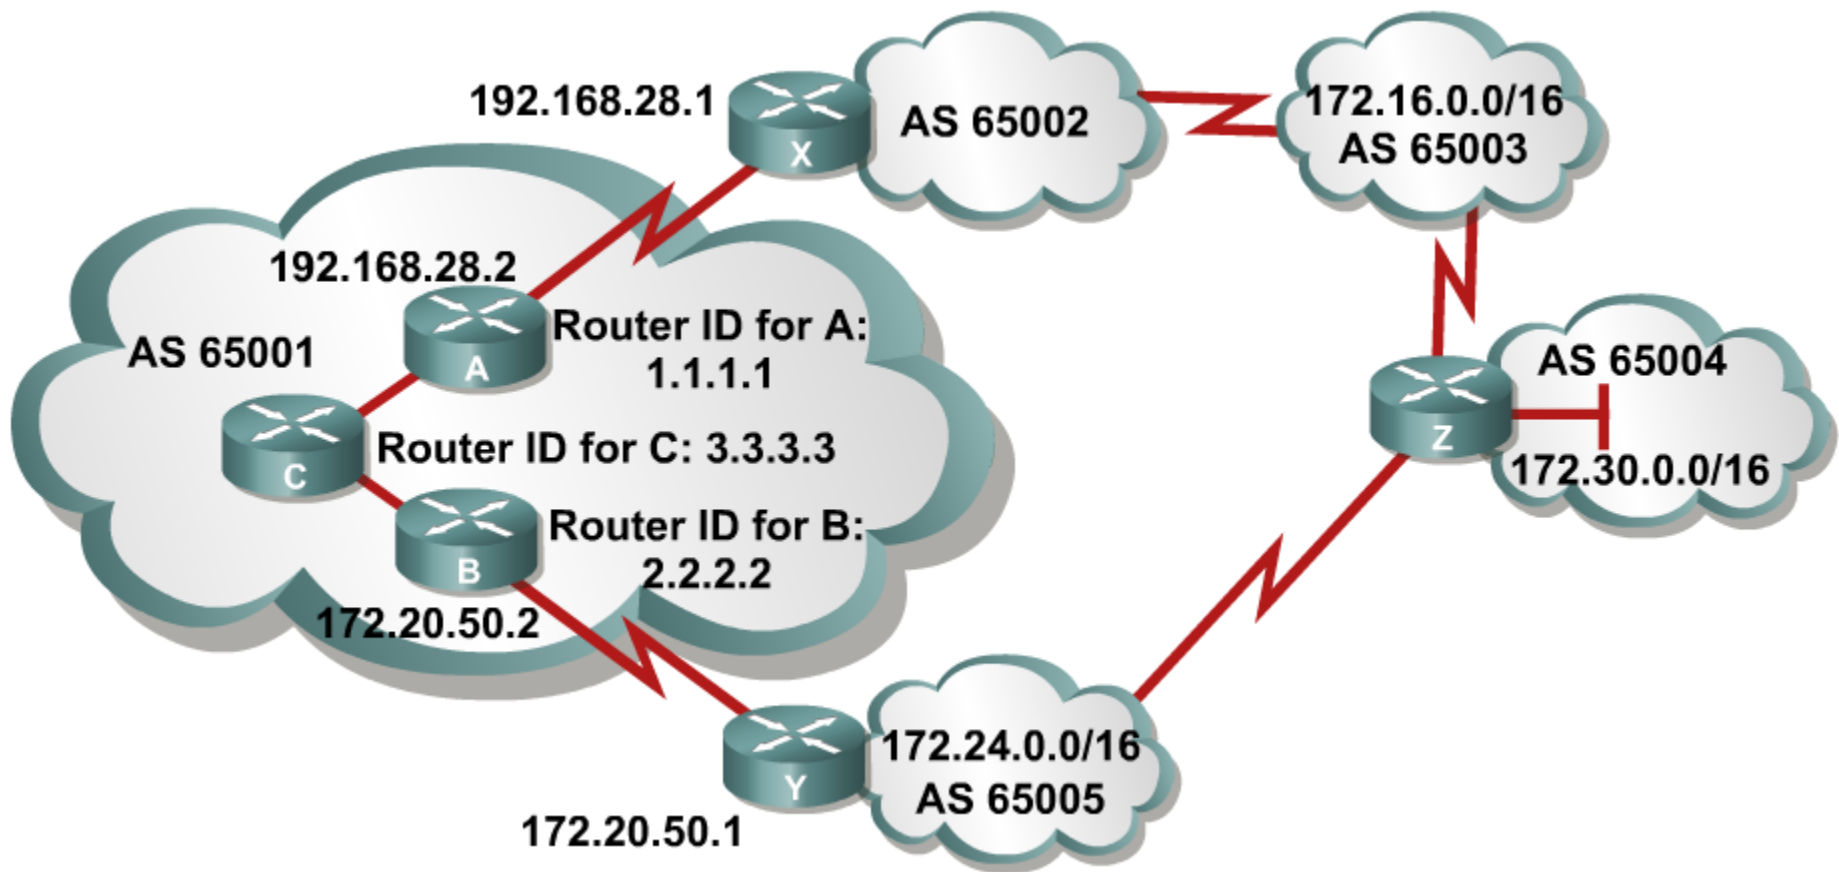 192.168.28.1
X
AS 65002
172.16.0.0/16
AS 65003
192.168.28.2
AS 65001
A
Router ID for A:
1.1.1.1
C
Router ID for C: 3.3.3.3
B
Router ID for B:
2.2.2.2
172.20.50.2
Z
AS 65004
172.30.0.0/16
Y
172.24.0.0/16
AS 65005
172.20.50.1